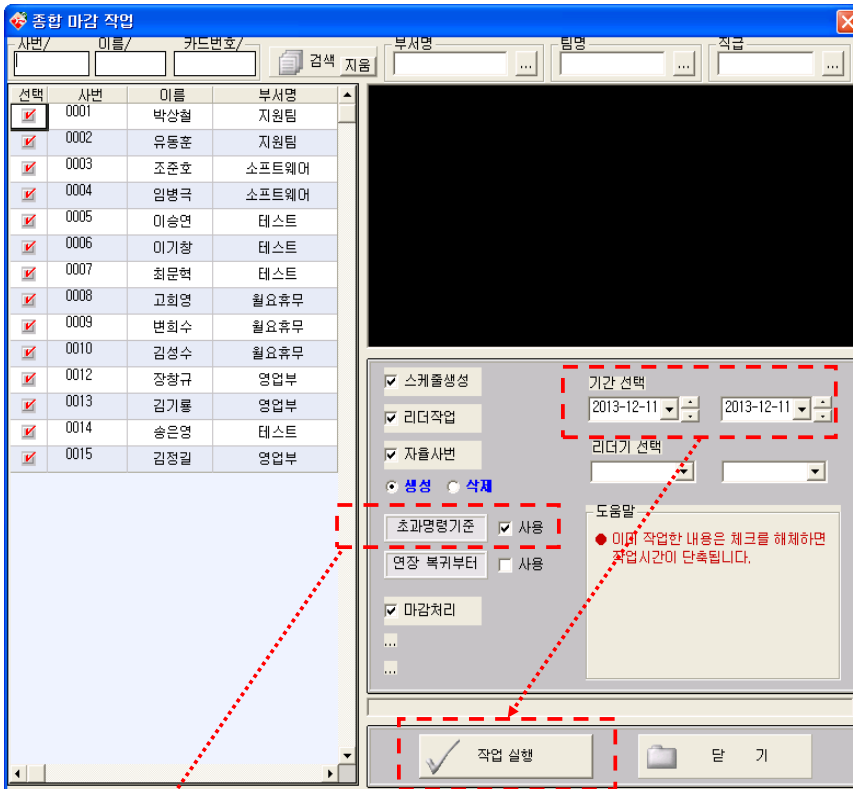 종합 마감 작업
사번/ 이름/ 카드번호/ 부서명 팀명 직급
검색 지움 ... ... ...
선택 사번 이름 부서명
0001 박상철 지원팀
0002 유동훈 지원팀
0003 조준호 소프트웨어
0004 임병국 소프트웨어
0005 이승연 테스트
0006 이기창 테스트
0007 최문혁 테스트
0008 고희영 월요휴무
0009 변희수 월요휴무
0010 김성수 월요휴무
0012 장창규 영업부
0013 김기룡 영업부
0014 송은영 테스트
0015 김정길 영업부
스케줄생성
리더작업
자율사번
생성 삭제
초과명령기준 사용
연장 복귀부터 사용
마감처리
...
...
기간 선택
2013-12-11 2013-12-11
리더기 선택
도움말
이미 작업한 내용은 체크를 해체하면
작업시간이 단축됩니다.
작업 실행 닫 기